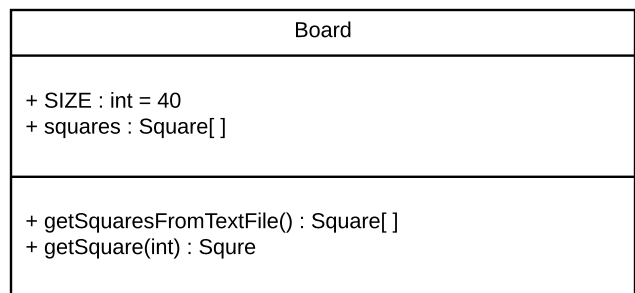 Board
+ SIZE : int = 40
+ squares : Square[ ]
+ getSquaresFromTextFile() : Square[ ]
+ getSquare(int) : Squre